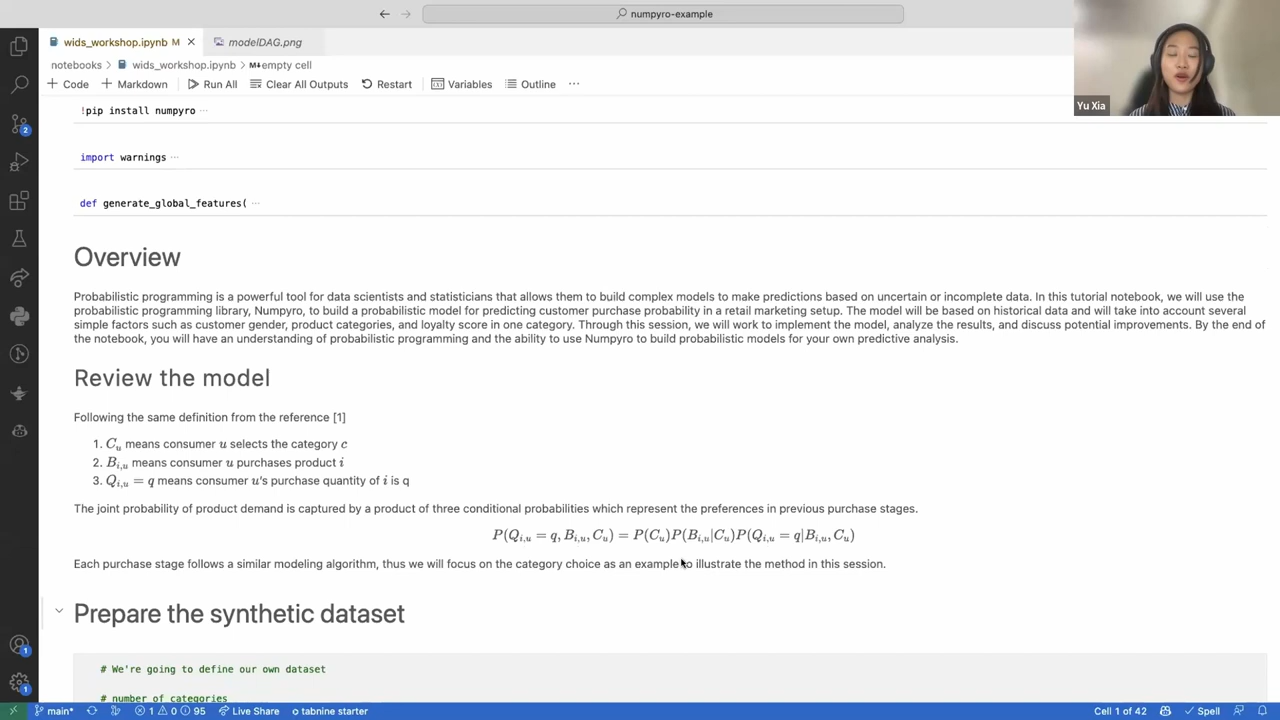 numpyro-example
wids_workshop.ipynb M
modelDAG.png
notebooks > wids_workshop.ipynb > M↓empty cell
+ Code + Markdown Run All Clear All Outputs Restart Variables Outline ...
Yu Xia
!pip install numpyro ...
import warnings ...
def generate_global_features( ...
Overview
Probabilistic programming is a powerful tool for data scientists and statisticians that allows them to build complex models to make predictions based on uncertain or incomplete data. In this tutorial notebook, we will use the
probabilistic programming library, Numpyro, to build a probabilistic model for predicting customer purchase probability in a retail marketing setup. The model will be based on historical data and will take into account several
simple factors such as customer gender, product categories, and loyalty score in one category. Through this session, we will work to implement the model, analyze the results, and discuss potential improvements. By the end of
the notebook, you will have an understanding of probabilistic programming and the ability to use Numpyro to build probabilistic models for your own predictive analysis.
Review the model
Following the same definition from the reference [1]
1. C_u means consumer u selects the category c
2. B_{i,u} means consumer u purchases product i
3. Q_{i,u} = q means consumer u's purchase quantity of i is q
The joint probability of product demand is captured by a product of three conditional probabilities which represent the preferences in previous purchase stages.
P(Q_{i,u} = q, B_{i,u}, C_u) = P(C_u)P(B_{i,u}|C_u)P(Q_{i,u} = q|B_{i,u}, C_u)
Each purchase stage follows a similar modeling algorithm, thus we will focus on the category choice as an example to illustrate the method in this session.
Prepare the synthetic dataset
# We're going to define our own dataset
# number of categories
2
1
1
main* 1 0 95 Live Share tabnine starter Cell 1 of 42 Spell